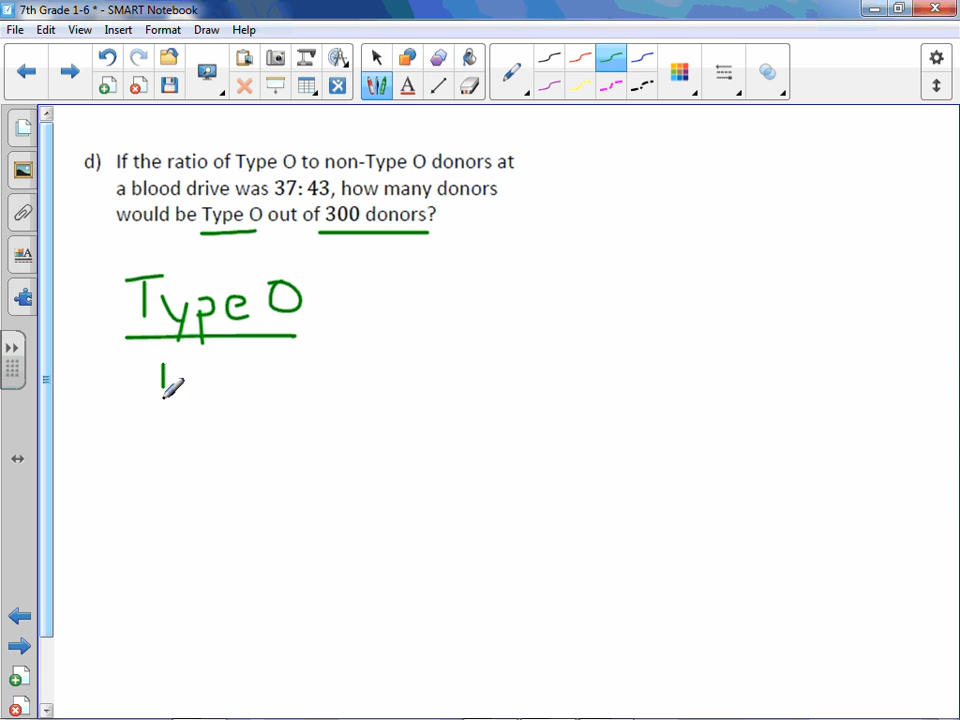 7th Grade 1-6 * - SMART Notebook
File Edit View Insert Format Draw Help
d) If the ratio of Type O to non-Type O donors at
a blood drive was 37: 43, how many donors
would be Type O out of 300 donors?
Type O